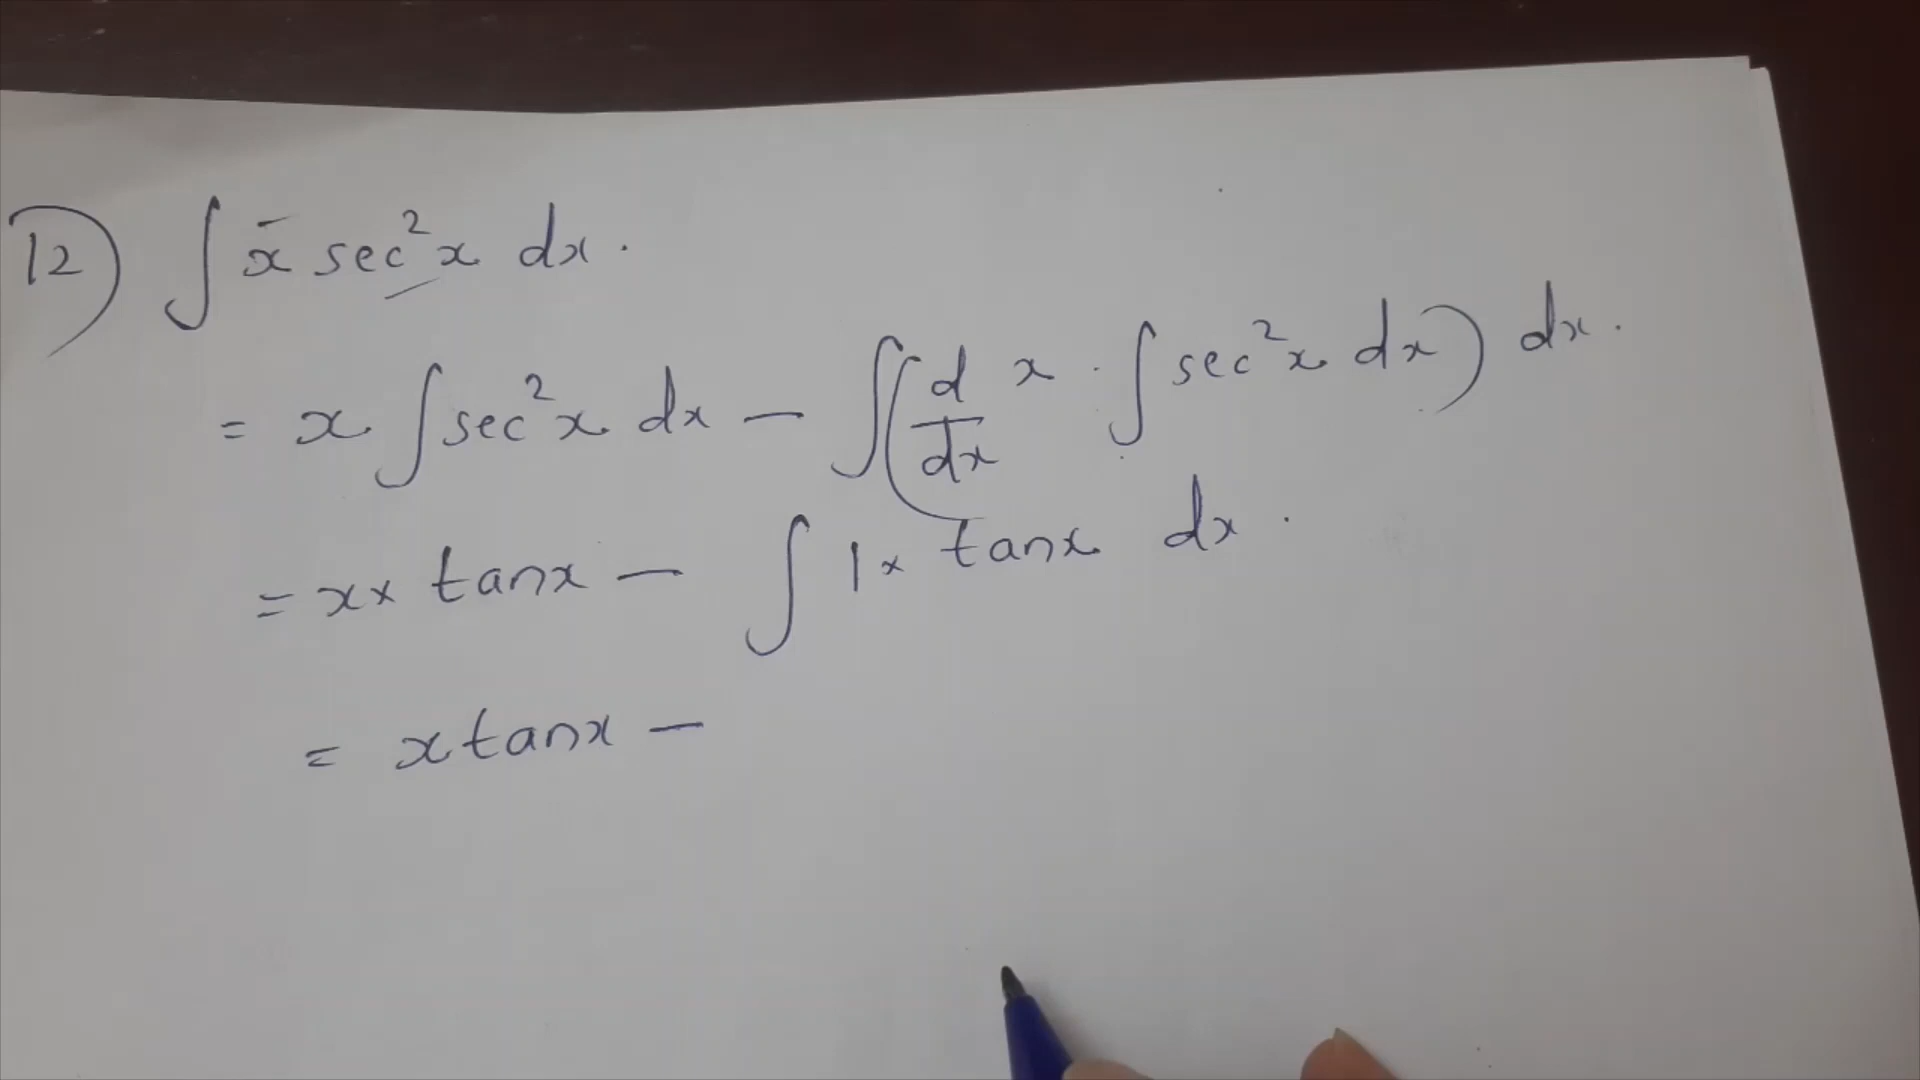 12) ∫ x sec²x dx.
= x ∫ sec²x dx − ∫( d/dx x . ∫ sec²x dx ) dx.
= x × tanx − ∫ 1 × tanx dx .
= x tanx −